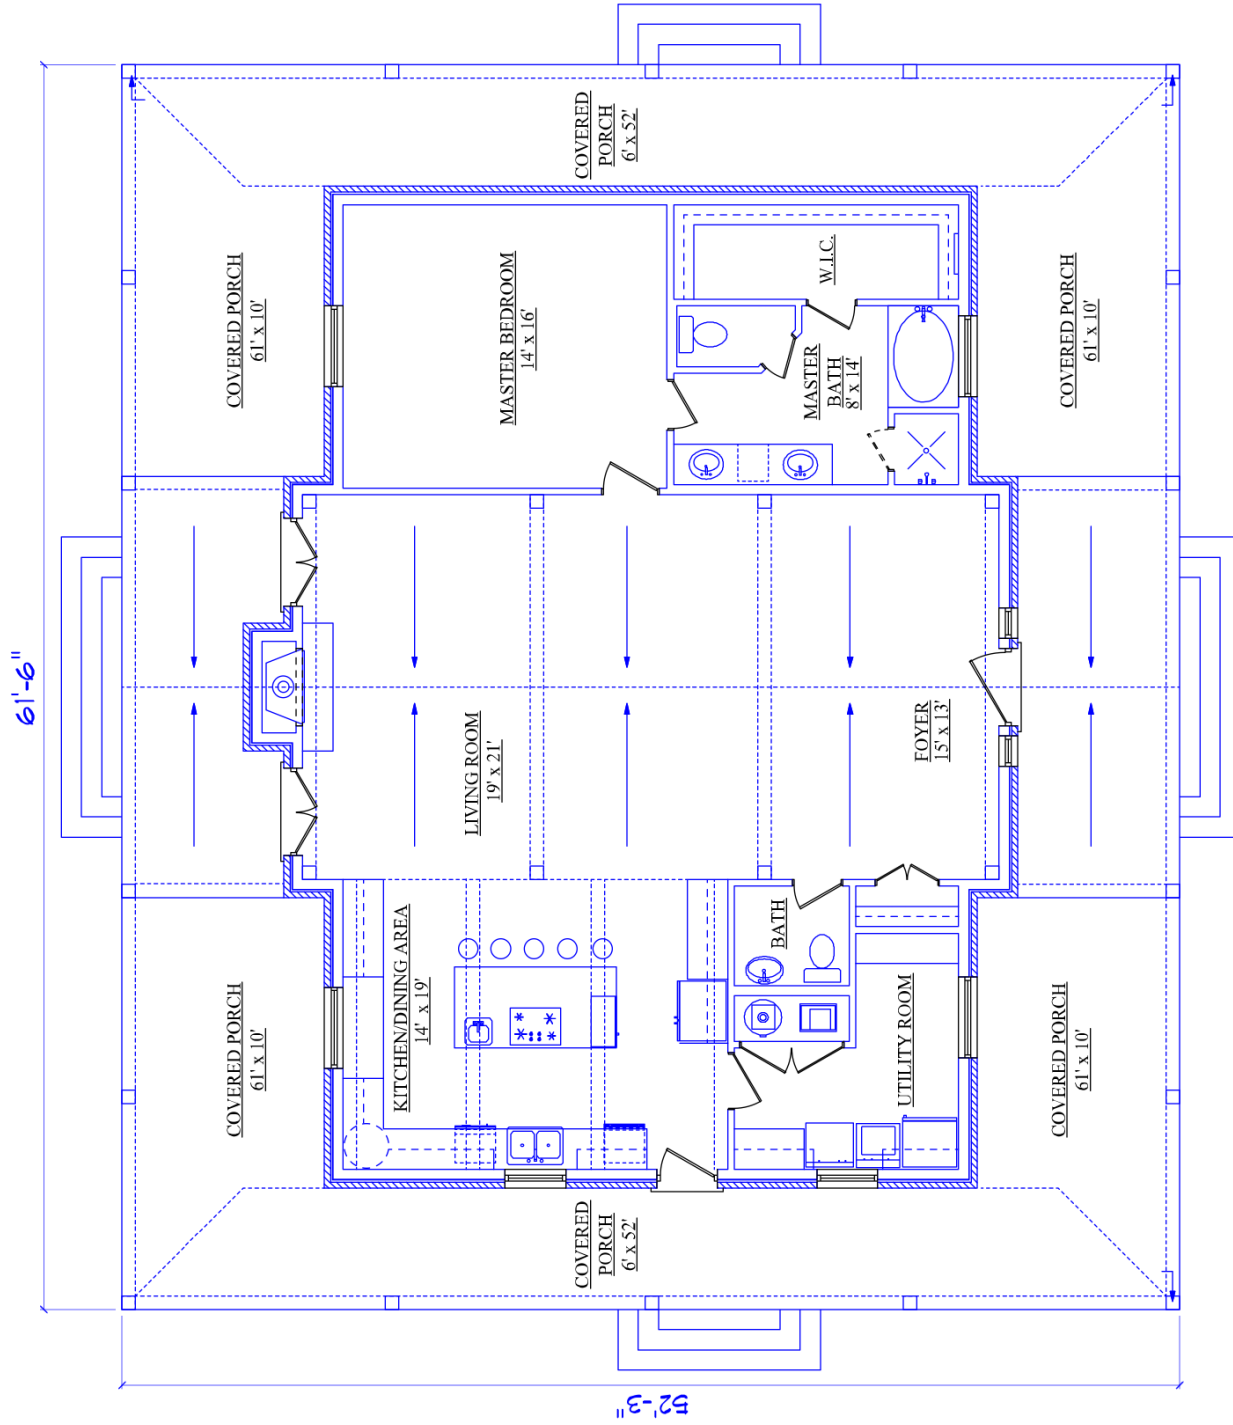 61'-6"
COVERED PORCH
61' x 10'
COVERED PORCH
61' x 10'
COVERED
PORCH
6' x 52'
COVERED
PORCH
6' x 52'
KITCHEN/DINING AREA
14' x 19'
LIVING ROOM
19' x 21'
MASTER BEDROOM
14' x 16'
W.I.C.
MASTER
BATH
8' x 14'
BATH
UTILITY ROOM
FOYER
15' x 13'
COVERED PORCH
61' x 10'
COVERED PORCH
61' x 10'
52'-3"